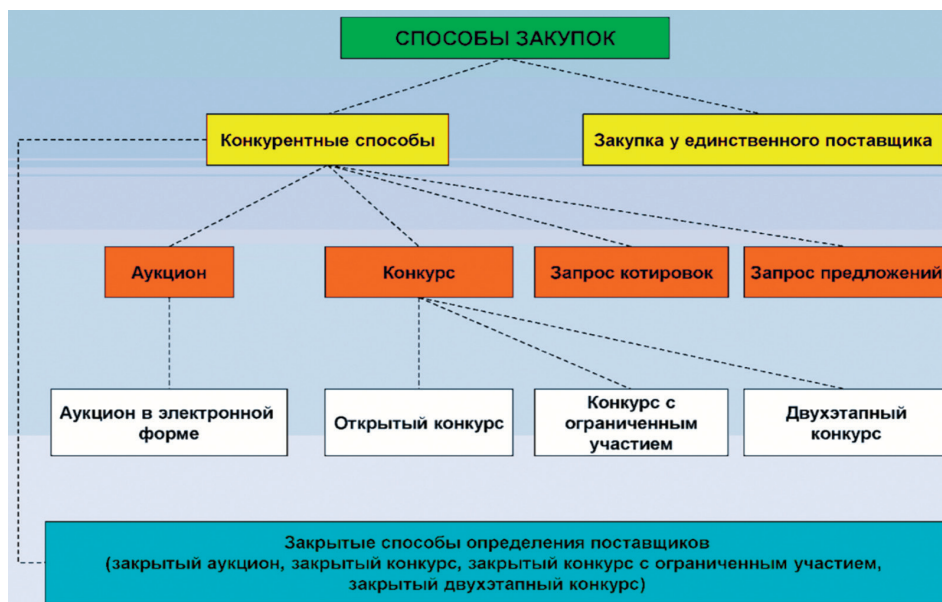 СПОСОБЫ ЗАКУПОК
Конкурентные способы
Закупка у единственного поставщика
Аукцион
Конкурс
Запрос котировок
Запрос предложений
Аукцион в электронной
форме
Открытый конкурс
Конкурс с
ограниченным
участием
Двухэтапный
конкурс
Закрытые способы определения поставщиков
(закрытый аукцион, закрытый конкурс, закрытый конкурс с ограниченным участием,
закрытый двухэтапный конкурс)